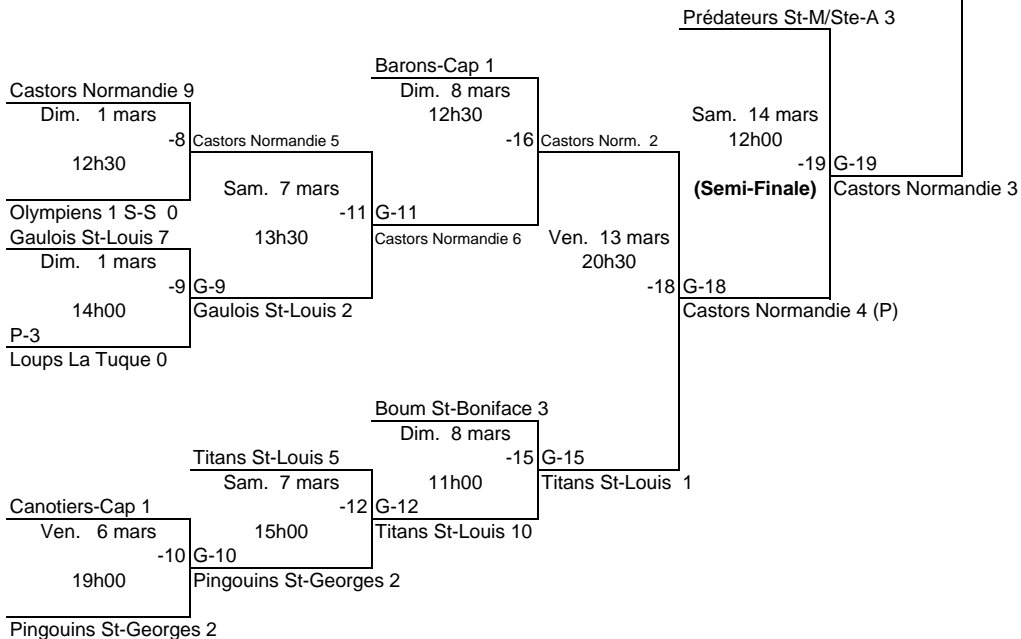 Prédateurs St-M/Ste-A 3
Barons-Cap 1
Castors Normandie 9
Dim. 8 mars
Dim. 1 mars
12h30
Sam. 14 mars
-8 Castors Normandie 5
-16 Castors Norm. 2
12h00
12h30
-19 G-19
Sam. 7 mars
(Semi-Finale) Castors Normandie 3
Olympiens 1 S-S 0
-11 G-11
Gaulois St-Louis 7
13h30
Castors Normandie 6
Ven. 13 mars
Dim. 1 mars
20h30
-9 G-9
-18 G-18
14h00
Gaulois St-Louis 2
Castors Normandie 4 (P)
P-3
Loups La Tuque 0
Boum St-Boniface 3
Dim. 8 mars
Titans St-Louis 5
-15 G-15
Sam. 7 mars
11h00
Titans St-Louis 1
Canotiers-Cap 1
-12 G-12
Ven. 6 mars
15h00
Titans St-Louis 10
-10 G-10
19h00
Pingouins St-Georges 2
Pingouins St-Georges 2